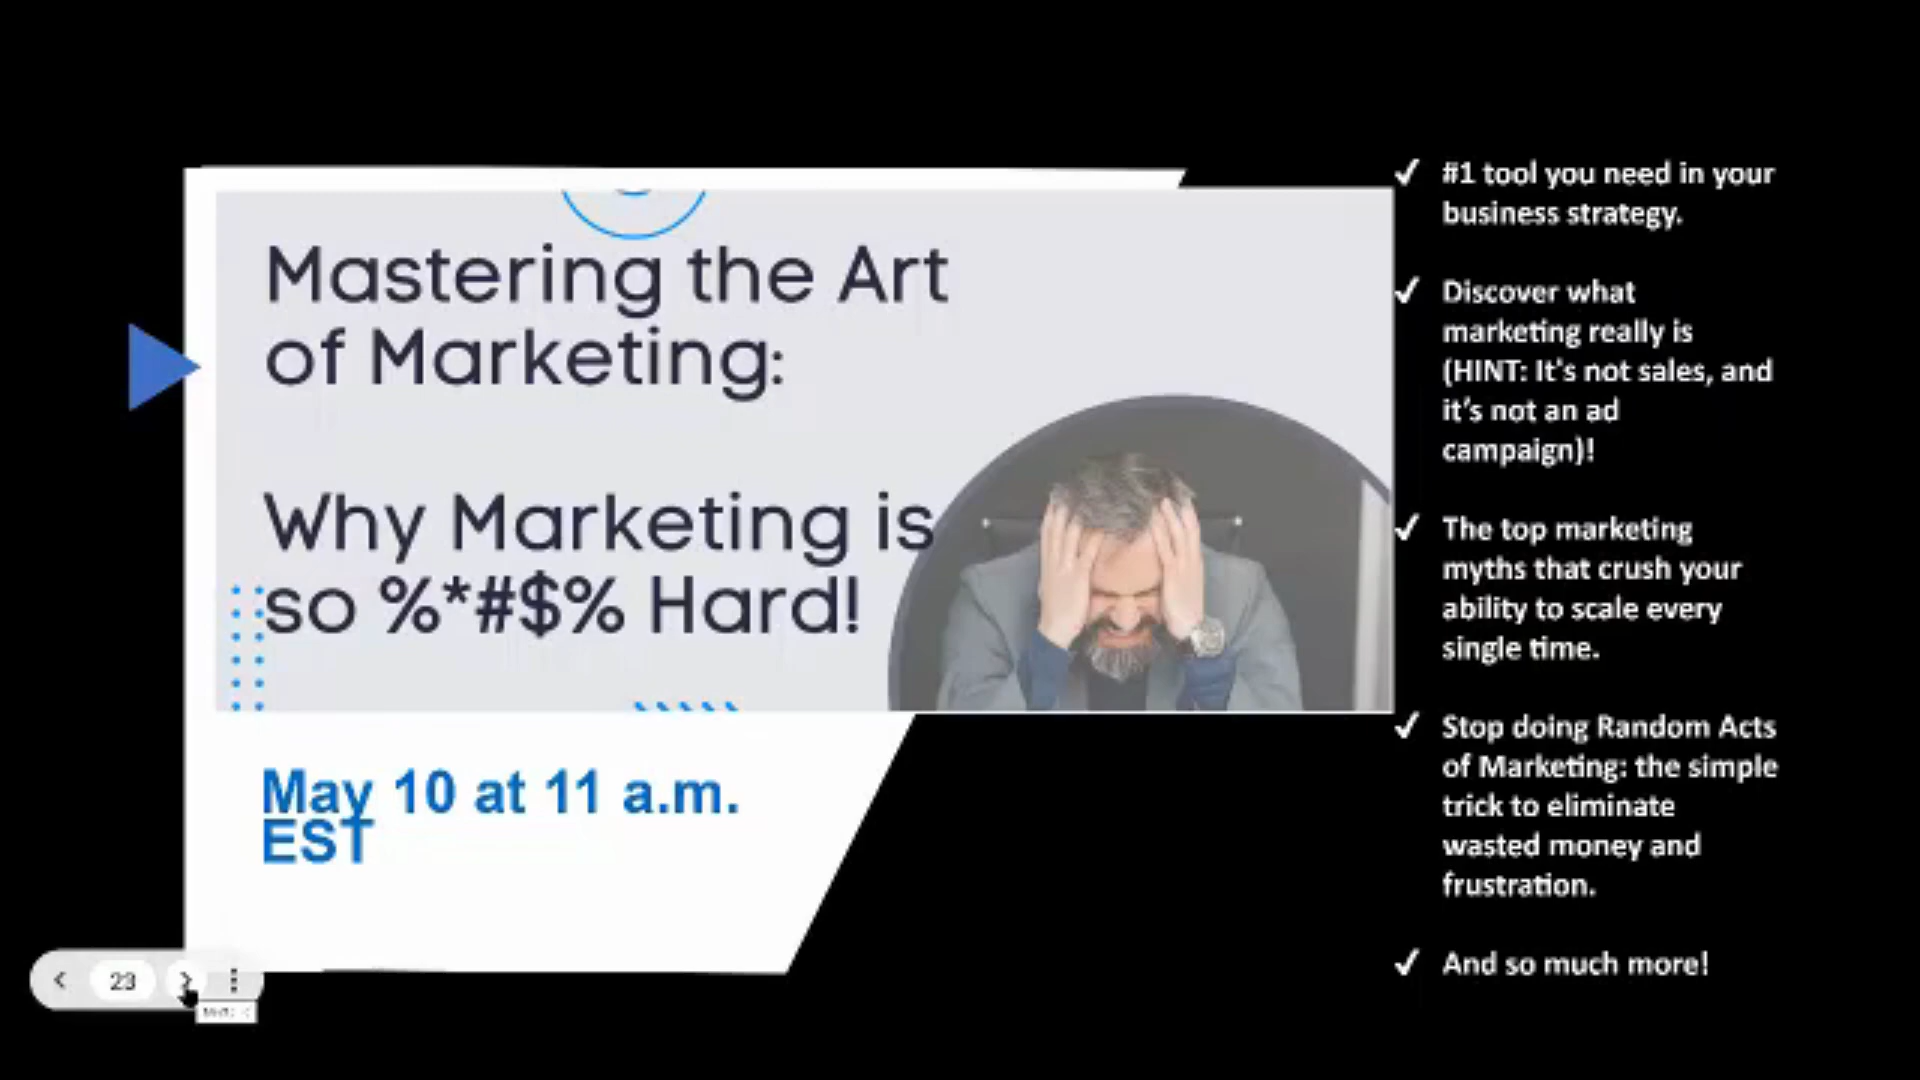 Mastering the Art
of Marketing:
Why Marketing is
so %*#$% Hard!
May 10 at 11 a.m.
EST
✓ #1 tool you need in your
business strategy.
✓ Discover what
marketing really is
(HINT: It's not sales, and
it's not an ad
campaign)!
✓ The top marketing
myths that crush your
ability to scale every
single time.
✓ Stop doing Random Acts
of Marketing: the simple
trick to eliminate
wasted money and
frustration.
✓ And so much more!
23